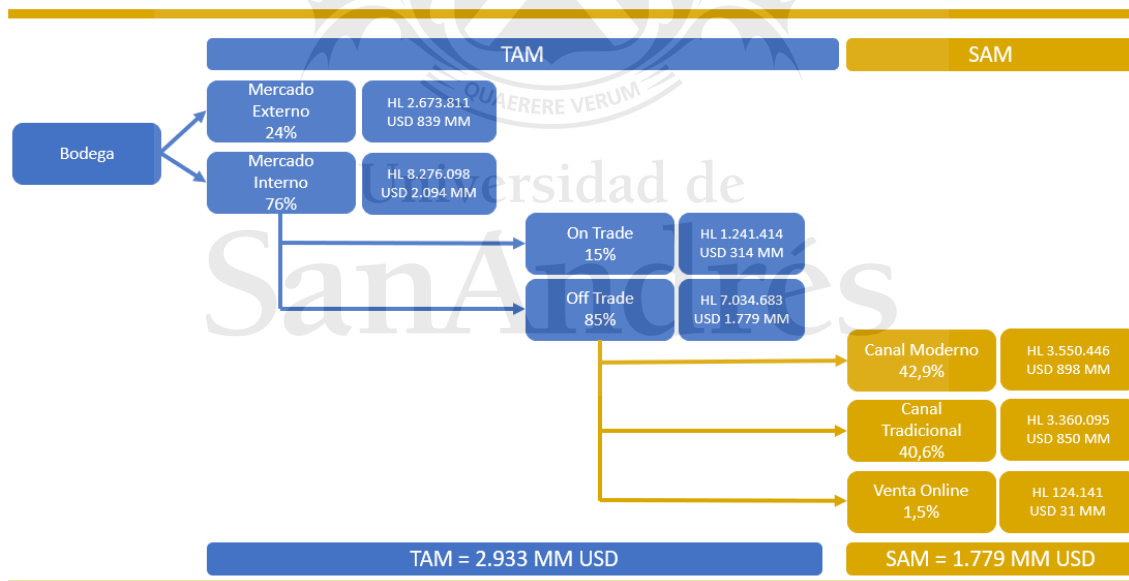 TAM
SAM
QUAERERE VERUM
Universidad de
SanAndrés
Bodega
Mercado
Externo
24%
HL 2.673.811
USD 839 MM
Mercado
Interno
76%
HL 8.276.098
USD 2.094 MM
On Trade
15%
HL 1.241.414
USD 314 MM
Off Trade
85%
HL 7.034.683
USD 1.779 MM
Canal Moderno
42,9%
HL 3.550.446
USD 898 MM
Canal
Tradicional
40,6%
HL 3.360.095
USD 850 MM
Venta Online
1,5%
HL 124.141
USD 31 MM
TAM = 2.933 MM USD
SAM = 1.779 MM USD